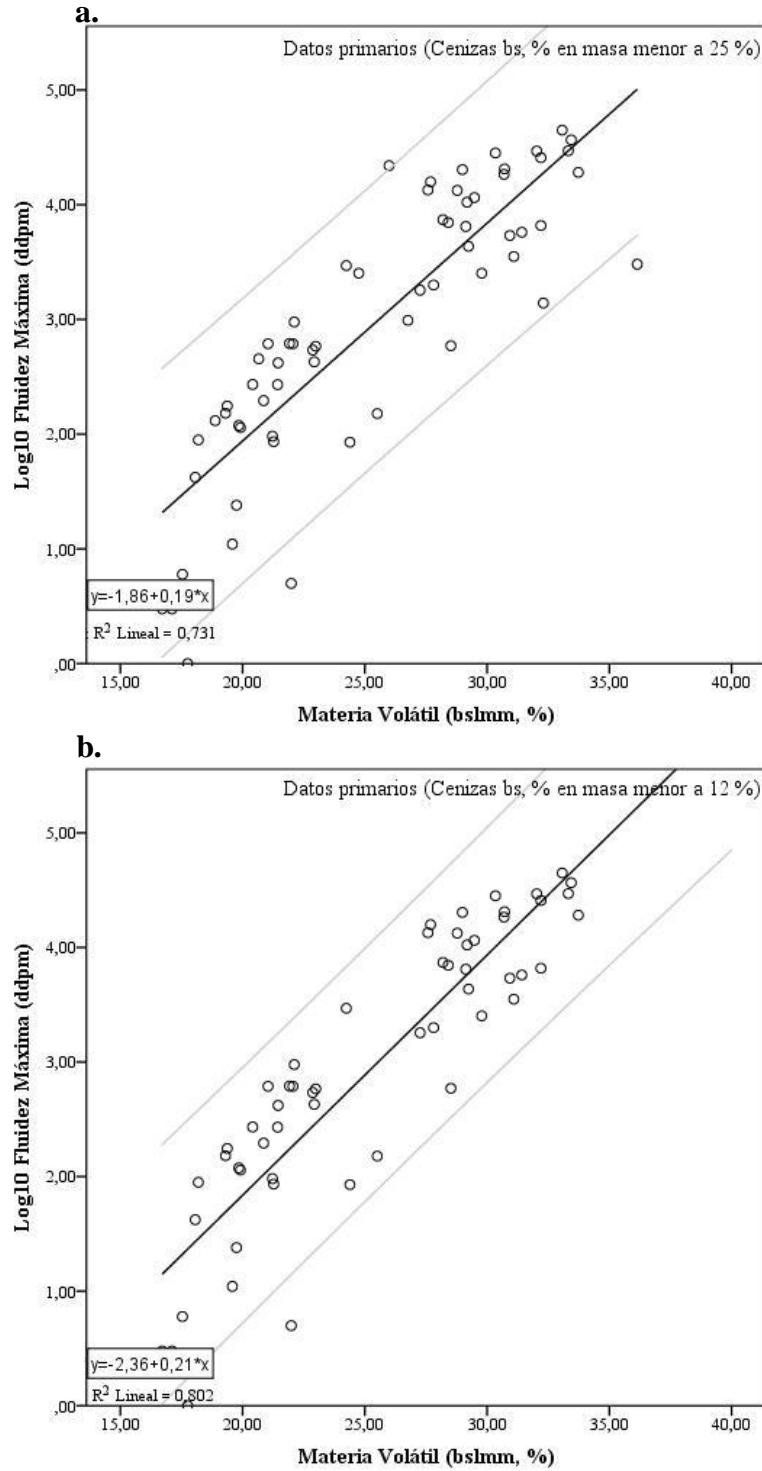 a.
Datos primarios (Cenizas bs, % en masa menor a 25 %)
5,00
4,00
3,00
2,00
1,00
,00
Log10 Fluidez Máxima (ddpm)
y=-1,86+0,19*x
R² Lineal = 0,731
15,00 20,00 25,00 30,00 35,00 40,00
Materia Volátil (bslmm, %)
b.
Datos primarios (Cenizas bs, % en masa menor a 12 %)
5,00
4,00
3,00
2,00
1,00
,00
Log10 Fluidez Máxima (ddpm)
y=-2,36+0,21*x
R² Lineal = 0,802
15,00 20,00 25,00 30,00 35,00 40,00
Materia Volátil (bslmm, %)